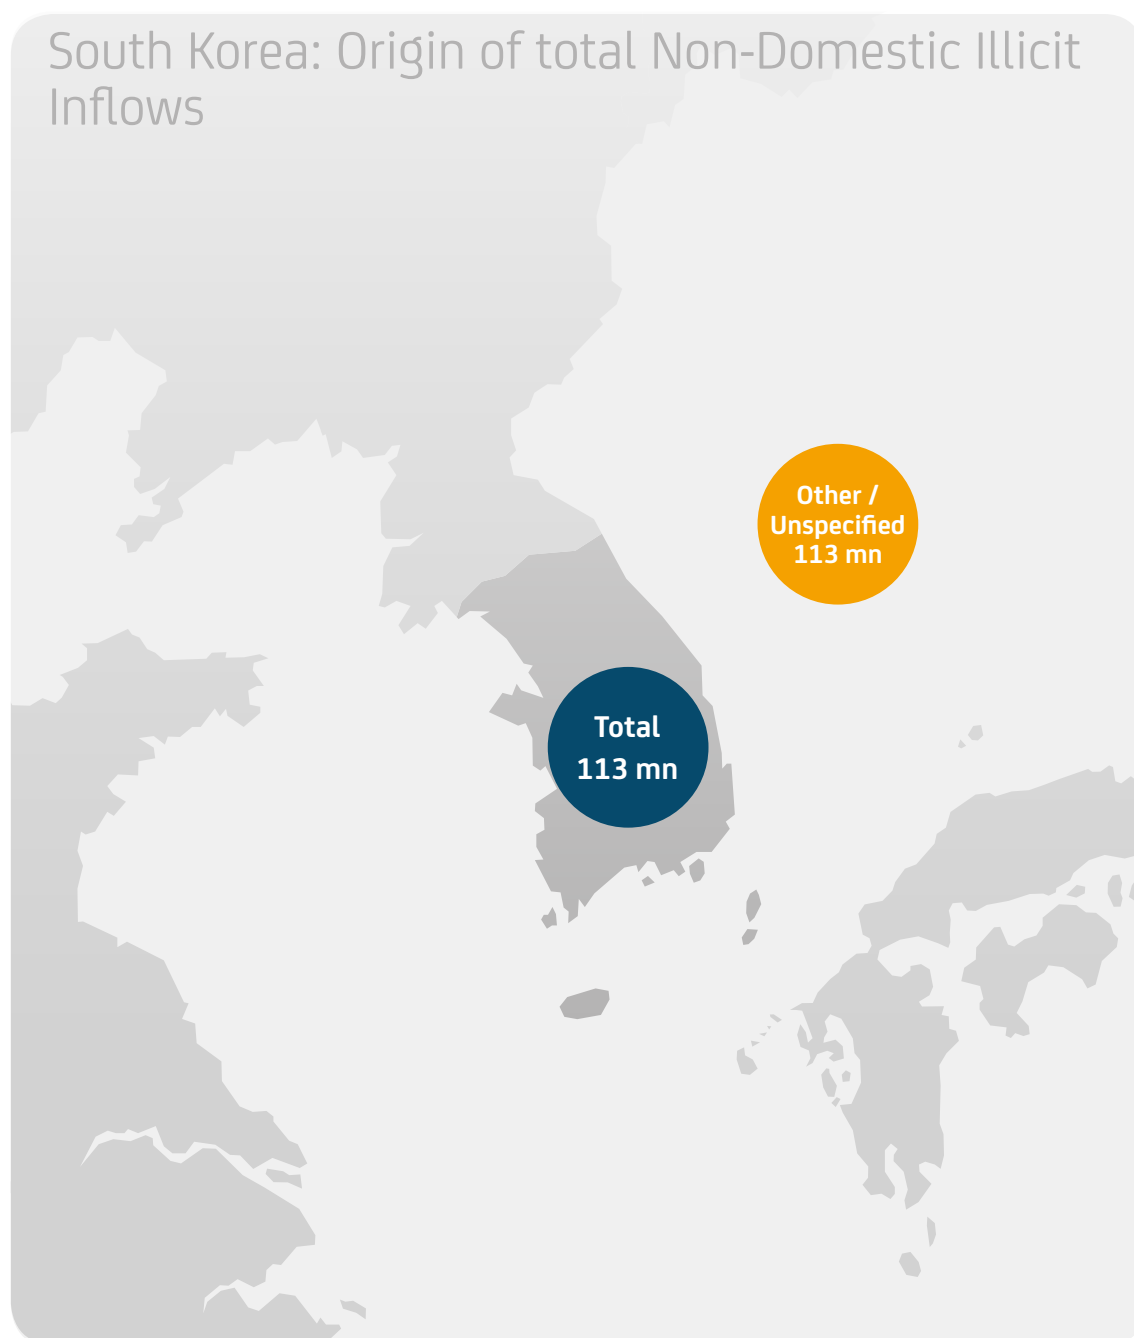 South Korea: Origin of total Non-Domestic Illicit
Inflows
Other /
Unspecified
113 mn
Total
113 mn